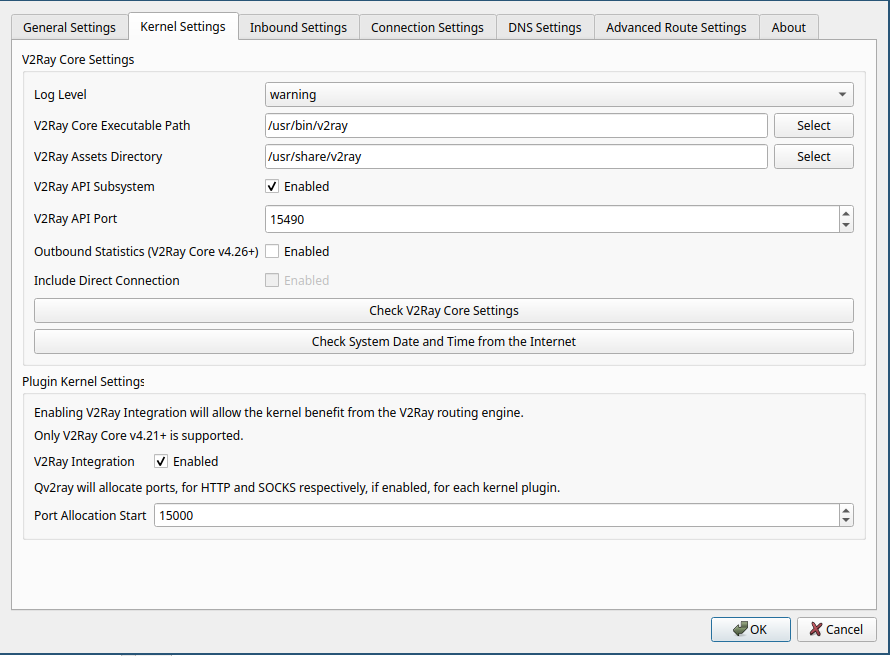 General Settings Kernel Settings Inbound Settings Connection Settings DNS Settings Advanced Route Settings About
V2Ray Core Settings
Log Level warning
V2Ray Core Executable Path /usr/bin/v2ray Select
V2Ray Assets Directory /usr/share/v2ray Select
V2Ray API Subsystem Enabled
V2Ray API Port 15490
Outbound Statistics (V2Ray Core v4.26+) Enabled
Include Direct Connection Enabled
Check V2Ray Core Settings
Check System Date and Time from the Internet
Plugin Kernel Settings
Enabling V2Ray Integration will allow the kernel benefit from the V2Ray routing engine.
Only V2Ray Core v4.21+ is supported.
V2Ray Integration Enabled
Qv2ray will allocate ports, for HTTP and SOCKS respectively, if enabled, for each kernel plugin.
Port Allocation Start 15000
OK Cancel